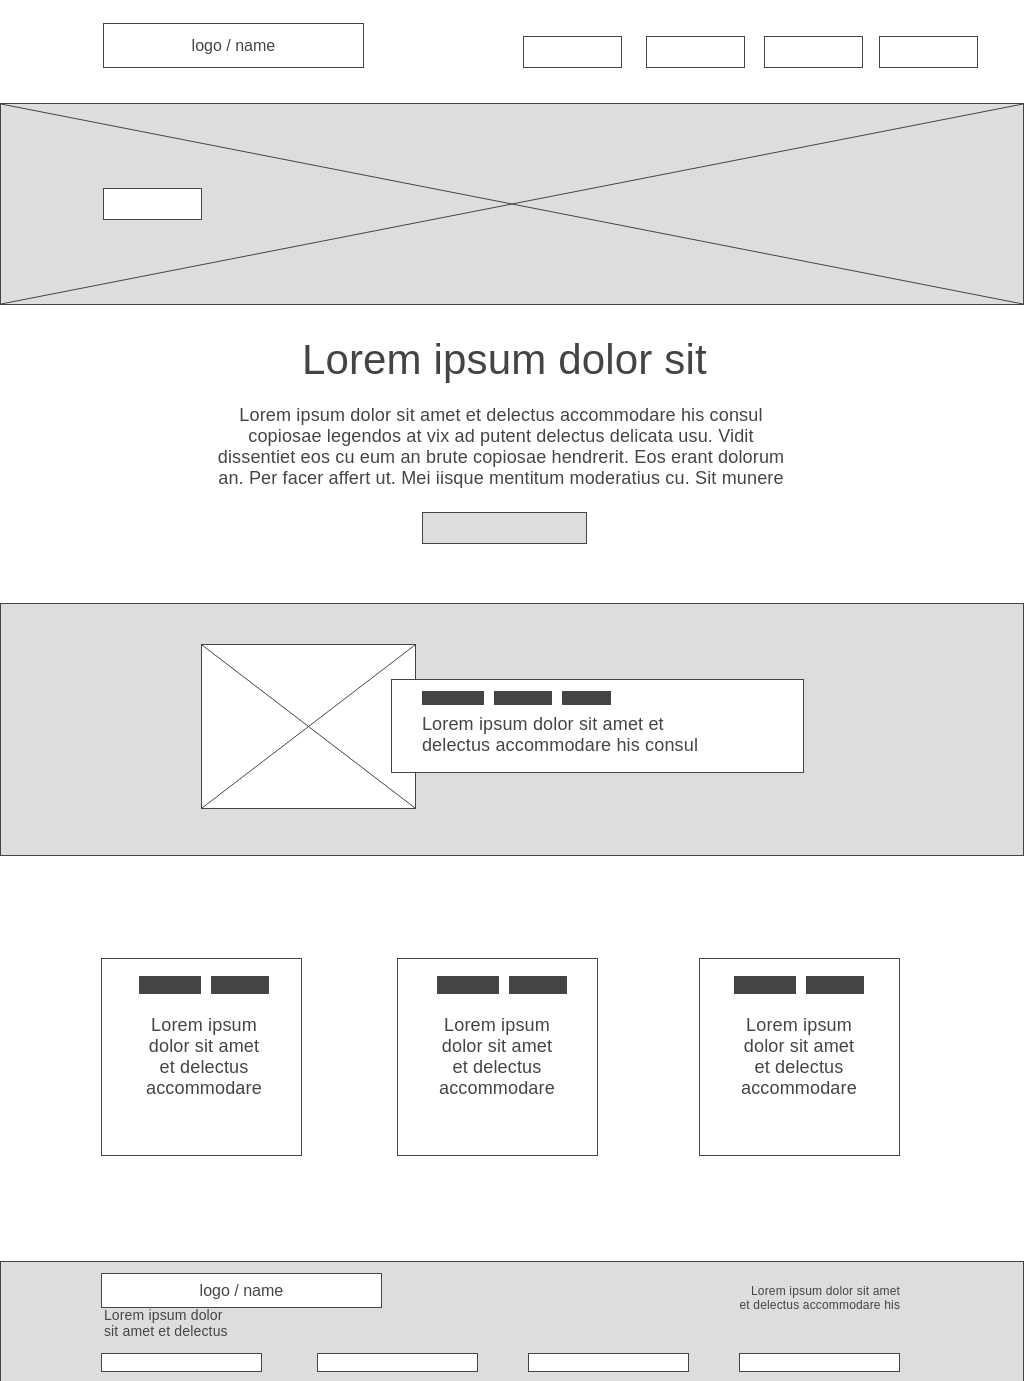 logo / name
Lorem ipsum dolor sit
Lorem ipsum dolor sit amet et delectus accommodare his consul
copiosae legendos at vix ad putent delectus delicata usu. Vidit
dissentiet eos cu eum an brute copiosae hendrerit. Eos erant dolorum
an. Per facer affert ut. Mei iisque mentitum moderatius cu. Sit munere
Lorem ipsum dolor sit amet et
delectus accommodare his consul
Lorem ipsum
dolor sit amet
et delectus
accommodare
Lorem ipsum
dolor sit amet
et delectus
accommodare
Lorem ipsum
dolor sit amet
et delectus
accommodare
logo / name
Lorem ipsum dolor
sit amet et delectus
Lorem ipsum dolor sit amet
et delectus accommodare his